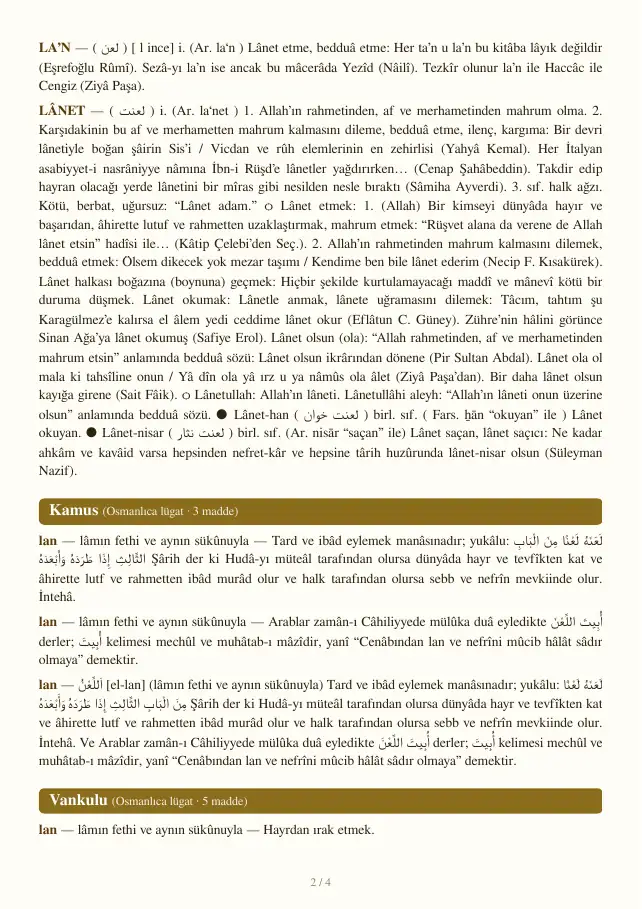 LA’N — ( لعن ) [ l ince] i. (Ar. la‘n ) Lânet etme, bedduâ etme: Her ta’n u la’n bu kitâba lâyık değildir
(Eşrefoğlu Rûmî). Sezâ-yı la’n ise ancak bu mâcerâda Yezîd (Nâilî). Tezkîr olunur la’n ile Haccâc ile
Cengiz (Ziyâ Paşa).
LÂNET — ( لعنت ) i. (Ar. la‘net ) 1. Allah’ın rahmetinden, af ve merhametinden mahrum olma. 2.
Karşıdakinin bu af ve merhametten mahrum kalmasını dileme, bedduâ etme, ilenç, kargıma: Bir devri
lânetiyle boğan şâirin Sis’i / Vicdan ve rûh elemlerinin en zehirlisi (Yahyâ Kemal). Her İtalyan
asabiyyet-i nasrâniyye nâmına İbn-i Rüşd’e lânetler yağdırırken… (Cenap Şahâbeddin). Takdir edip
hayran olacağı yerde lânetini bir mîras gibi nesilden nesle bıraktı (Sâmiha Ayverdi). 3. sıf. halk ağzı.
Kötü, berbat, uğursuz: “Lânet adam.” o Lânet etmek: 1. (Allah) Bir kimseyi dünyâda hayır ve
başarıdan, âhirette lutuf ve rahmetten uzaklaştırmak, mahrum etmek: “Rüşvet alana da verene de Allah
lânet etsin” hadîsi ile… (Kâtip Çelebi’den Seç.). 2. Allah’ın rahmetinden mahrum kalmasını dilemek,
bedduâ etmek: Ölsem dikecek yok mezar taşımı / Kendime ben bile lânet ederim (Necip F. Kısakürek).
Lânet halkası boğazına (boynuna) geçmek: Hiçbir şekilde kurtulamayacağı maddî ve mânevî kötü bir
duruma düşmek. Lânet okumak: Lânetle anmak, lânete uğramasını dilemek: Tâcım, tahtım şu
Karagülmez’e kalırsa el âlem yedi ceddime lânet okur (Eflâtun C. Güney). Zühre’nin hâlini görünce
Sinan Ağa’ya lânet okumuş (Safiye Erol). Lânet olsun (ola): “Allah rahmetinden, af ve merhametinden
mahrum etsin” anlamında bedduâ sözü: Lânet olsun ikrârından dönene (Pir Sultan Abdal). Lânet ola ol
mala ki tahsîline onun / Yâ dîn ola yâ ırz u ya nâmûs ola âlet (Ziyâ Paşa’dan). Bir daha lânet olsun
kayığa girene (Sait Fâik). o Lânetullah: Allah’ın lâneti. Lânetullâhi aleyh: “Allah’ın lâneti onun üzerine
olsun” anlamında bedduâ sözü. ● Lânet-han ( لعنت خوان ) birl. sıf. ( Fars. ḫān “okuyan” ile ) Lânet
okuyan. ● Lânet-nisar ( لعنت نثار ) birl. sıf. (Ar. nis̱ār “saçan” ile) Lânet saçan, lânet saçıcı: Ne kadar
ahkâm ve kavâid varsa hepsinden nefret-kâr ve hepsine târih huzûrunda lânet-nisar olsun (Süleyman
Nazif).
Kamus (Osmanlıca lügat · 3 madde)
lan — lâmın fethi ve aynın sükûnuyla — Tard ve ibâd eylemek manâsınadır; yukâlu: لَعَنَهُ لَعْنًا مِنَ الْبَابِ
الثَّالِثِ إِذَا طَرَدَهُ وَأَبْعَدَهُ Şârih der ki Hudâ-yı müteâl tarafından olursa dünyâda hayr ve tevfîkten kat ve
âhirette lutf ve rahmetten ibâd murâd olur ve halk tarafından olursa sebb ve nefrîn mevkiinde olur.
İntehâ.
lan — lâmın fethi ve aynın sükûnuyla — Arablar zamân-ı Câhiliyyede mülûka duâ eyledikte أَبِيتَ اللَّعْنَ
derler; أَبِيتَ kelimesi mechûl ve muhâtab-ı mâzîdir, yanî “Cenâbından lan ve nefrîni mûcib hâlât sâdır
olmaya” demektir.
lan — اَللَّعْنُ [el-lan] (lâmın fethi ve aynın sükûnuyla) Tard ve ibâd eylemek manâsınadır; yukâlu: لَعَنَهُ لَعْنًا
مِنَ الْبَابِ الثَّالِثِ إِذَا طَرَدَهُ وَأَبْعَدَهُ Şârih der ki Hudâ-yı müteâl tarafından olursa dünyâda hayr ve tevfîkten kat
ve âhirette lutf ve rahmetten ibâd murâd olur ve halk tarafından olursa sebb ve nefrîn mevkiinde olur.
İntehâ. Ve Arablar zamân-ı Câhiliyyede mülûka duâ eyledikte أُبِيتَ اللَّعْنَ derler; أُبِيتَ kelimesi mechûl ve
muhâtab-ı mâzîdir, yanî “Cenâbından lan ve nefrîni mûcib hâlât sâdır olmaya” demektir.
Vankulu (Osmanlıca lügat · 5 madde)
lan — lâmın fethi ve aynın sükûnuyla — Hayrdan ırak etmek.
2 / 4